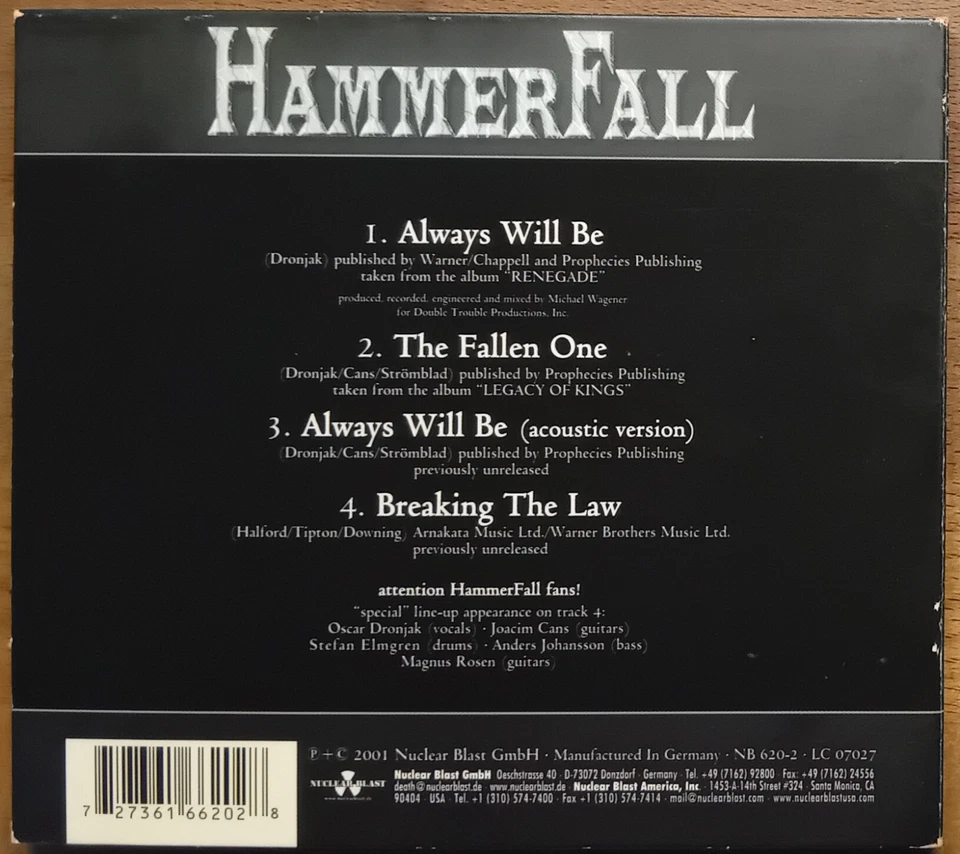 HAMMERFALL
1. Always Will Be
(Dronjak) published by Warner/Chappell and Prophecies Publishing
taken from the album "RENEGADE"
produced, recorded, engineered and mixed by Michael Wagener
for Double Trouble Productions, Inc.
2. The Fallen One
(Dronjak/Cans/Strömblad) published by Prophecies Publishing
taken from the album "LEGACY OF KINGS"
3. Always Will Be (acoustic version)
(Dronjak/Cans/Strömblad) published by Prophecies Publishing
previously unreleased
4. Breaking The Law
(Halford/Tipton/Downing) Arnakata Music Ltd./Warner Brothers Music Ltd.
previously unreleased
attention HammerFall fans!
"special" line-up appearance on track 4:
Oscar Dronjak (vocals) · Joacim Cans (guitars)
Stefan Elmgren (drums) · Anders Johansson (bass)
Magnus Rosen (guitars)
℗ + © 2001 Nuclear Blast GmbH · Manufactured In Germany · NB 620-2 · LC 07027
NUCLEAR BLAST
www.nuclearblast.de
Nuclear Blast GmbH Oeschstrasse 40 · D-73072 Donzdorf · Germany · Tel. +49 (7162) 92800 · Fax: +49 (7162) 24556
death@nuclearblast.de · www.nuclearblast.de · Nuclear Blast America, Inc. · 1453-A-14th Street #324 · Santa Monica, CA
90404 · USA · Tel. +1 (310) 574-7400 · Fax +1 (310) 574-7414 · mail@nuclearblast.com · www.nuclearblastusa.com
7 27361 66202 8